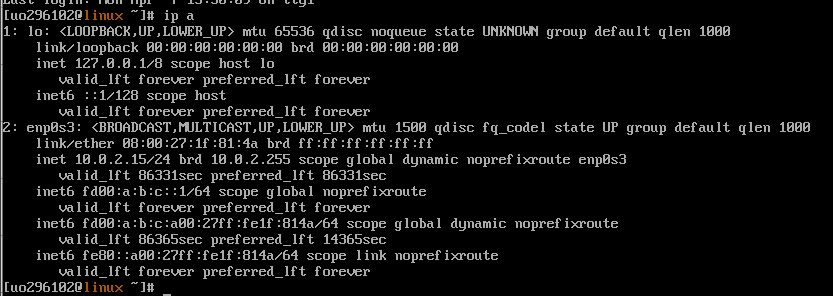 [uo296102@linux ~]# ip a
1: lo: <LOOPBACK,UP,LOWER_UP> mtu 65536 qdisc noqueue state UNKNOWN group default qlen 1000
link/loopback 00:00:00:00:00:00 brd 00:00:00:00:00:00
inet 127.0.0.1/8 scope host lo
valid_lft forever preferred_lft forever
inet6 ::1/128 scope host
valid_lft forever preferred_lft forever
2: enp0s3: <BROADCAST,MULTICAST,UP,LOWER_UP> mtu 1500 qdisc fq_codel state UP group default qlen 1000
link/ether 08:00:27:1f:81:4a brd ff:ff:ff:ff:ff:ff
inet 10.0.2.15/24 brd 10.0.2.255 scope global dynamic noprefixroute enp0s3
valid_lft 86331sec preferred_lft 86331sec
inet6 fd00:a:b:c::1/64 scope global noprefixroute
valid_lft forever preferred_lft forever
inet6 fd00:a:b:c:a00:27ff:fe1f:814a/64 scope global dynamic noprefixroute
valid_lft 86365sec preferred_lft 14365sec
inet6 fe80::a00:27ff:fe1f:814a/64 scope link noprefixroute
valid_lft forever preferred_lft forever
[uo296102@linux ~]#